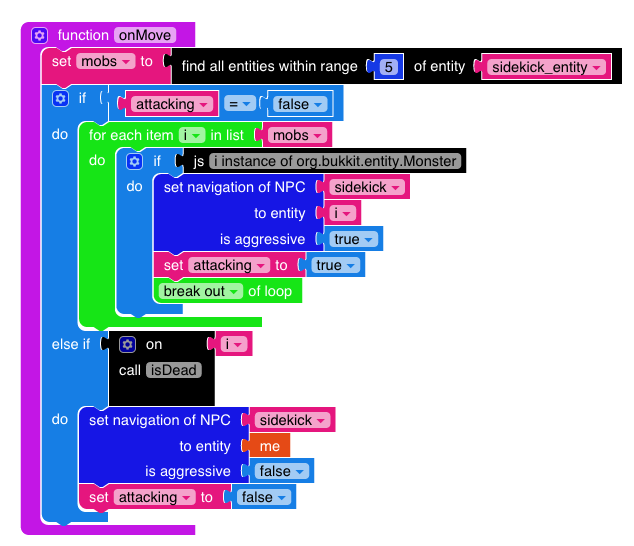 function onMove
set mobs to find all entities within range 5 of entity sidekick_entity
if attacking = false
do for each item i in list mobs
do if js i instance of org.bukkit.entity.Monster
do set navigation of NPC sidekick
to entity i
is aggressive true
set attacking to true
break out of loop
else if on i
call isDead
do set navigation of NPC sidekick
to entity me
is aggressive false
set attacking to false